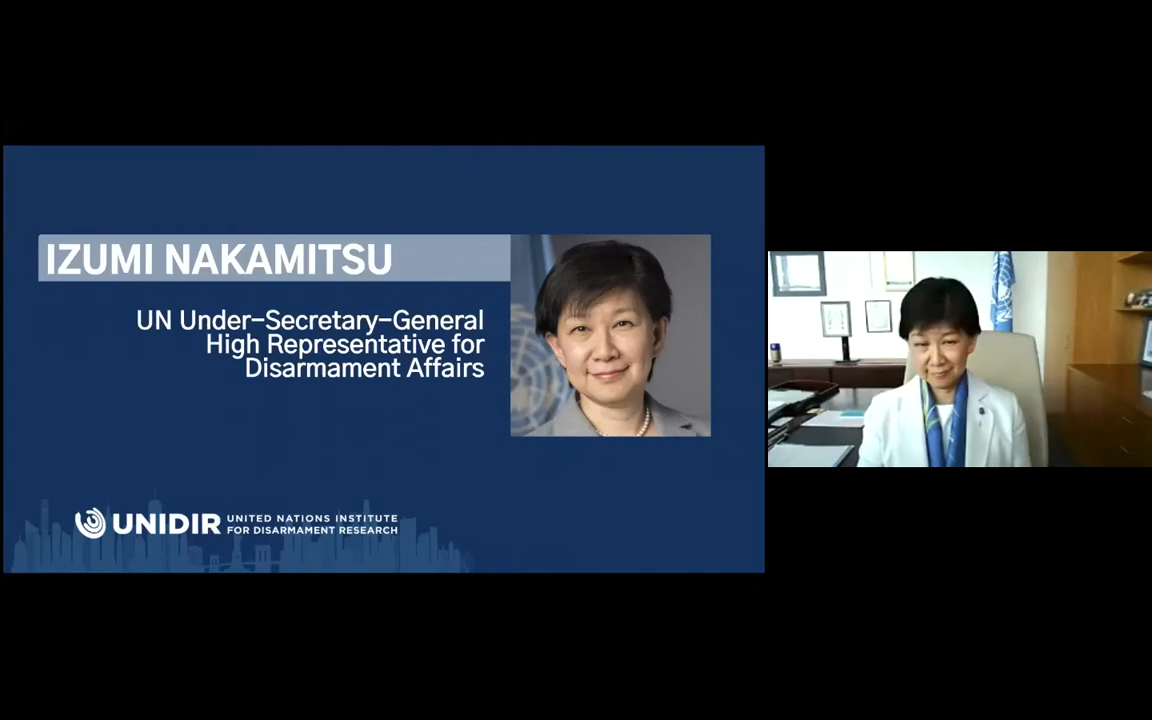 IZUMI NAKAMITSU
UN Under-Secretary-General
High Representative for
Disarmament Affairs
UNIDIR
UNITED NATIONS INSTITUTE
FOR DISARMAMENT RESEARCH